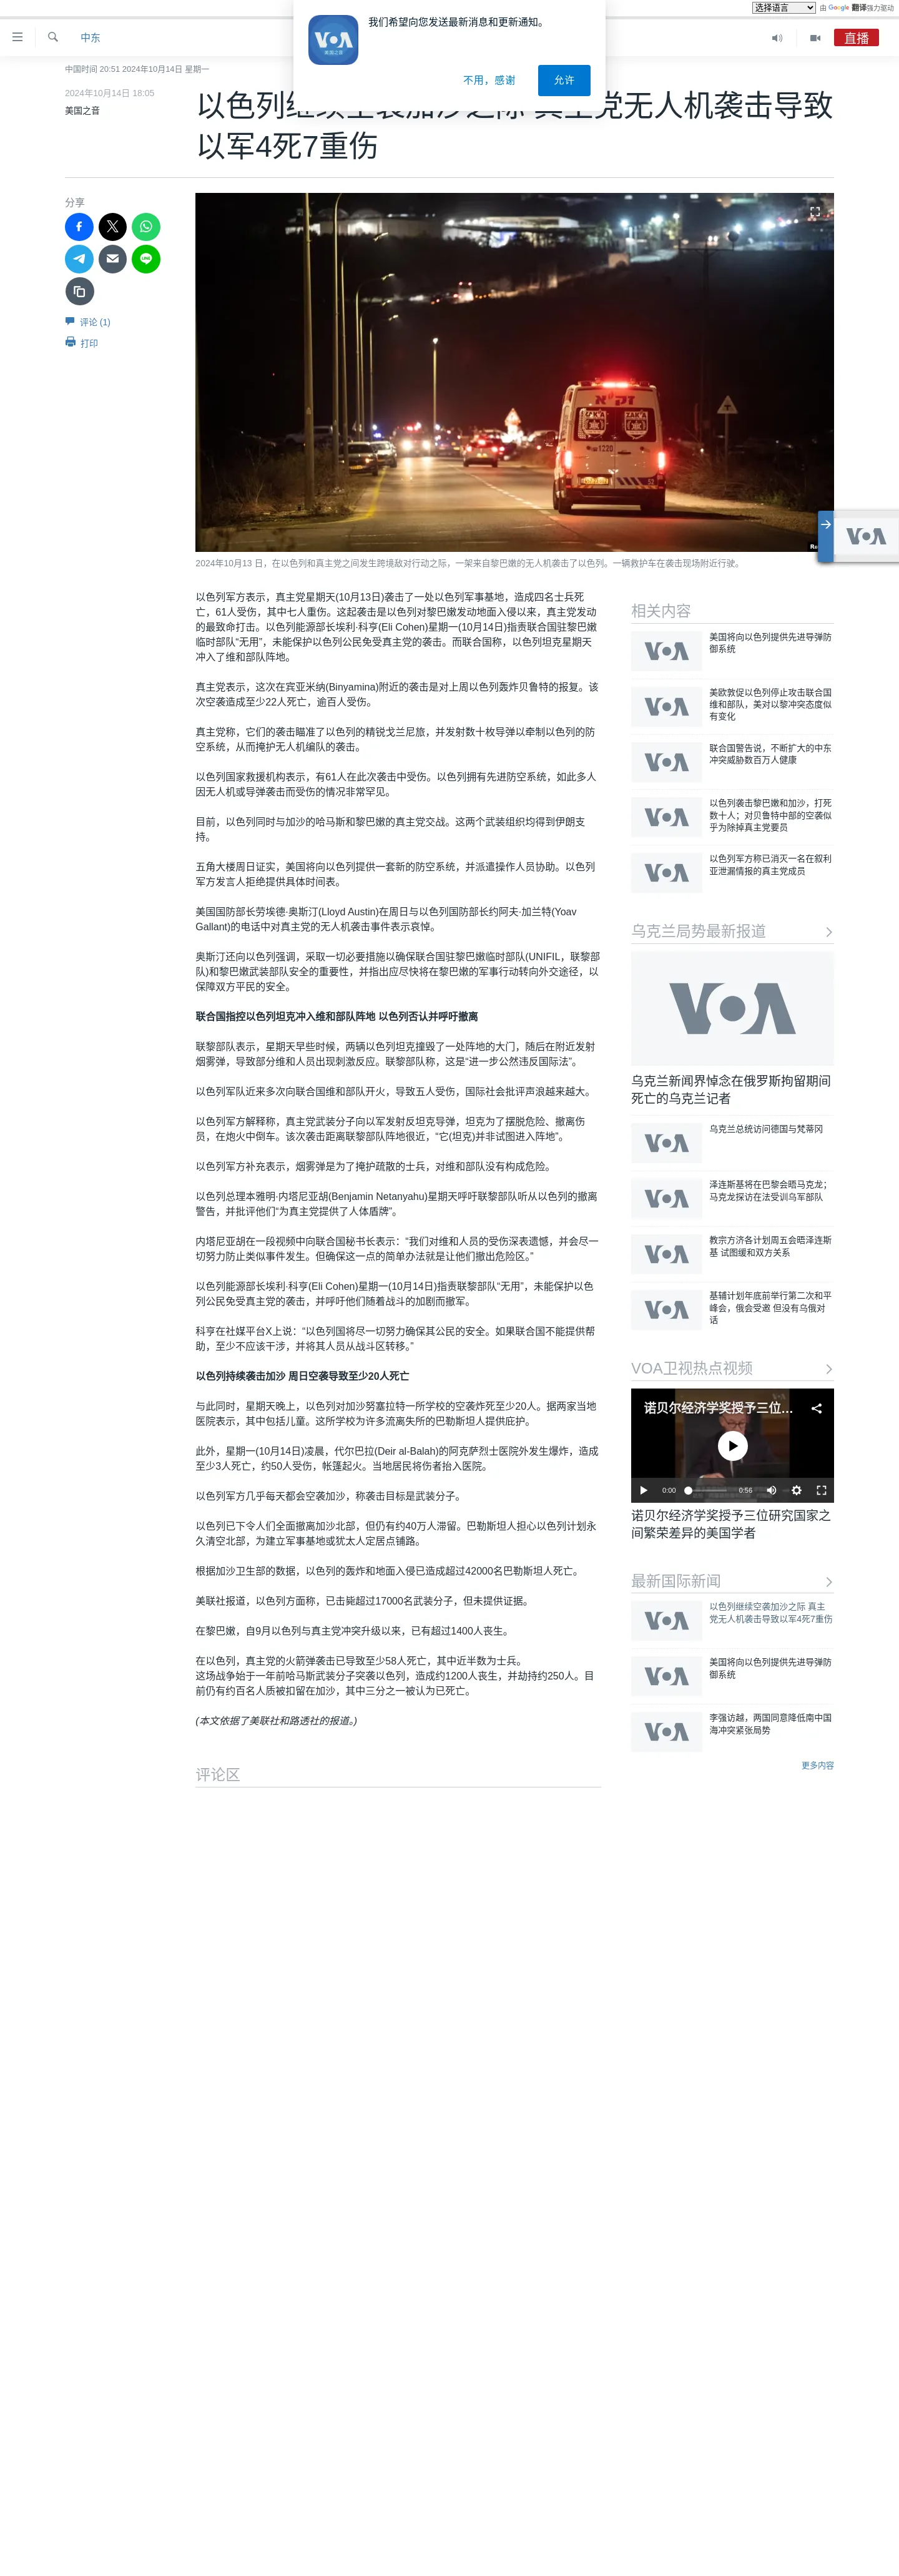 选择语言 由 Google 翻译强力驱动
我们希望向您发送最新消息和更新通知。
VOA
美国之音
不用，感谢
允许
中东
直播
中国时间 20:51 2024年10月14日 星期一
2024年10月14日 18:05
美国之音
以色列继续空袭加沙之际 真主党无人机袭击导致
以军4死7重伤
分享
评论 (1)
打印
1220
2024年10月13 日，在以色列和真主党之间发生跨境敌对行动之际，一架来自黎巴嫩的无人机袭击了以色列。一辆救护车在袭击现场附近行驶。
VOA
以色列军方表示，真主党星期天(10月13日)袭击了一处以色列军事基地，造成四名士兵死
亡，61人受伤，其中七人重伤。这起袭击是以色列对黎巴嫩发动地面入侵以来，真主党发动
的最致命打击。以色列能源部长埃利·科亨(Eli Cohen)星期一(10月14日)指责联合国驻黎巴嫩
临时部队“无用”，未能保护以色列公民免受真主党的袭击。而联合国称，以色列坦克星期天
冲入了维和部队阵地。
真主党表示，这次在宾亚米纳(Binyamina)附近的袭击是对上周以色列轰炸贝鲁特的报复。该
次空袭造成至少22人死亡，逾百人受伤。
真主党称，它们的袭击瞄准了以色列的精锐戈兰尼旅，并发射数十枚导弹以牵制以色列的防
空系统，从而掩护无人机编队的袭击。
以色列国家救援机构表示，有61人在此次袭击中受伤。以色列拥有先进防空系统，如此多人
因无人机或导弹袭击而受伤的情况非常罕见。
目前，以色列同时与加沙的哈马斯和黎巴嫩的真主党交战。这两个武装组织均得到伊朗支
持。
五角大楼周日证实，美国将向以色列提供一套新的防空系统，并派遣操作人员协助。以色列
军方发言人拒绝提供具体时间表。
美国国防部长劳埃德·奥斯汀(Lloyd Austin)在周日与以色列国防部长约阿夫·加兰特(Yoav
Gallant)的电话中对真主党的无人机袭击事件表示哀悼。
奥斯汀还向以色列强调，采取一切必要措施以确保联合国驻黎巴嫩临时部队(UNIFIL，联黎部
队)和黎巴嫩武装部队安全的重要性，并指出应尽快将在黎巴嫩的军事行动转向外交途径，以
保障双方平民的安全。
联合国指控以色列坦克冲入维和部队阵地 以色列否认并呼吁撤离
联黎部队表示，星期天早些时候，两辆以色列坦克撞毁了一处阵地的大门，随后在附近发射
烟雾弹，导致部分维和人员出现刺激反应。联黎部队称，这是“进一步公然违反国际法”。
以色列军队近来多次向联合国维和部队开火，导致五人受伤，国际社会批评声浪越来越大。
以色列军方解释称，真主党武装分子向以军发射反坦克导弹，坦克为了摆脱危险、撤离伤
员，在炮火中倒车。该次袭击距离联黎部队阵地很近，“它(坦克)并非试图进入阵地”。
以色列军方补充表示，烟雾弹是为了掩护疏散的士兵，对维和部队没有构成危险。
以色列总理本雅明·内塔尼亚胡(Benjamin Netanyahu)星期天呼吁联黎部队听从以色列的撤离
警告，并批评他们“为真主党提供了人体盾牌”。
内塔尼亚胡在一段视频中向联合国秘书长表示：“我们对维和人员的受伤深表遗憾，并会尽一
切努力防止类似事件发生。但确保这一点的简单办法就是让他们撤出危险区。”
以色列能源部长埃利·科亨(Eli Cohen)星期一(10月14日)指责联黎部队“无用”，未能保护以色
列公民免受真主党的袭击，并呼吁他们随着战斗的加剧而撤军。
科亨在社媒平台X上说：“以色列国将尽一切努力确保其公民的安全。如果联合国不能提供帮
助，至少不应该干涉，并将其人员从战斗区转移。”
以色列持续袭击加沙 周日空袭导致至少20人死亡
与此同时，星期天晚上，以色列对加沙努塞拉特一所学校的空袭炸死至少20人。据两家当地
医院表示，其中包括儿童。这所学校为许多流离失所的巴勒斯坦人提供庇护。
此外，星期一(10月14日)凌晨，代尔巴拉(Deir al-Balah)的阿克萨烈士医院外发生爆炸，造成
至少3人死亡，约50人受伤，帐篷起火。当地居民将伤者抬入医院。
以色列军方几乎每天都会空袭加沙，称袭击目标是武装分子。
以色列已下令人们全面撤离加沙北部，但仍有约40万人滞留。巴勒斯坦人担心以色列计划永
久清空北部，为建立军事基地或犹太人定居点铺路。
根据加沙卫生部的数据，以色列的轰炸和地面入侵已造成超过42000名巴勒斯坦人死亡。
美联社报道，以色列方面称，已击毙超过17000名武装分子，但未提供证据。
在黎巴嫩，自9月以色列与真主党冲突升级以来，已有超过1400人丧生。
在以色列，真主党的火箭弹袭击已导致至少58人死亡，其中近半数为士兵。
这场战争始于一年前哈马斯武装分子突袭以色列，造成约1200人丧生，并劫持约250人。目
前仍有约百名人质被扣留在加沙，其中三分之一被认为已死亡。
(本文依据了美联社和路透社的报道。)
评论区
相关内容
VOA
美国将向以色列提供先进导弹防
御系统
VOA
美欧敦促以色列停止攻击联合国
维和部队，美对以黎冲突态度似
有变化
VOA
联合国警告说，不断扩大的中东
冲突威胁数百万人健康
VOA
以色列袭击黎巴嫩和加沙，打死
数十人；对贝鲁特中部的空袭似
乎为除掉真主党要员
VOA
以色列军方称已消灭一名在叙利
亚泄漏情报的真主党成员
乌克兰局势最新报道
VOA
乌克兰新闻界悼念在俄罗斯拘留期间
死亡的乌克兰记者
VOA
乌克兰总统访问德国与梵蒂冈
VOA
泽连斯基将在巴黎会晤马克龙；
马克龙探访在法受训乌军部队
VOA
教宗方济各计划周五会晤泽连斯
基 试图缓和双方关系
VOA
基辅计划年底前举行第二次和平
峰会，俄会受邀 但没有乌俄对
话
VOA卫视热点视频
诺贝尔经济学奖授予三位...
0:00
0:56
诺贝尔经济学奖授予三位研究国家之
间繁荣差异的美国学者
最新国际新闻
VOA
以色列继续空袭加沙之际 真主
党无人机袭击导致以军4死7重伤
VOA
美国将向以色列提供先进导弹防
御系统
VOA
李强访越，两国同意降低南中国
海冲突紧张局势
更多内容